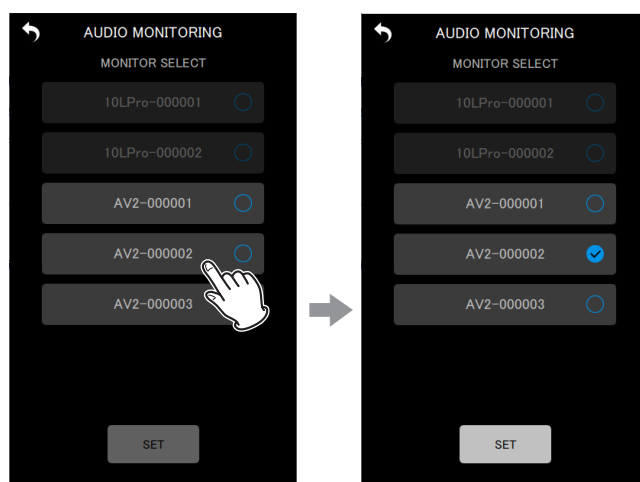 AUDIO MONITORING
MONITOR SELECT
10LPro-000001
10LPro-000002
AV2-000001
AV2-000002
AV2-000003
SET
AUDIO MONITORING
MONITOR SELECT
10LPro-000001
10LPro-000002
AV2-000001
AV2-000002
AV2-000003
SET